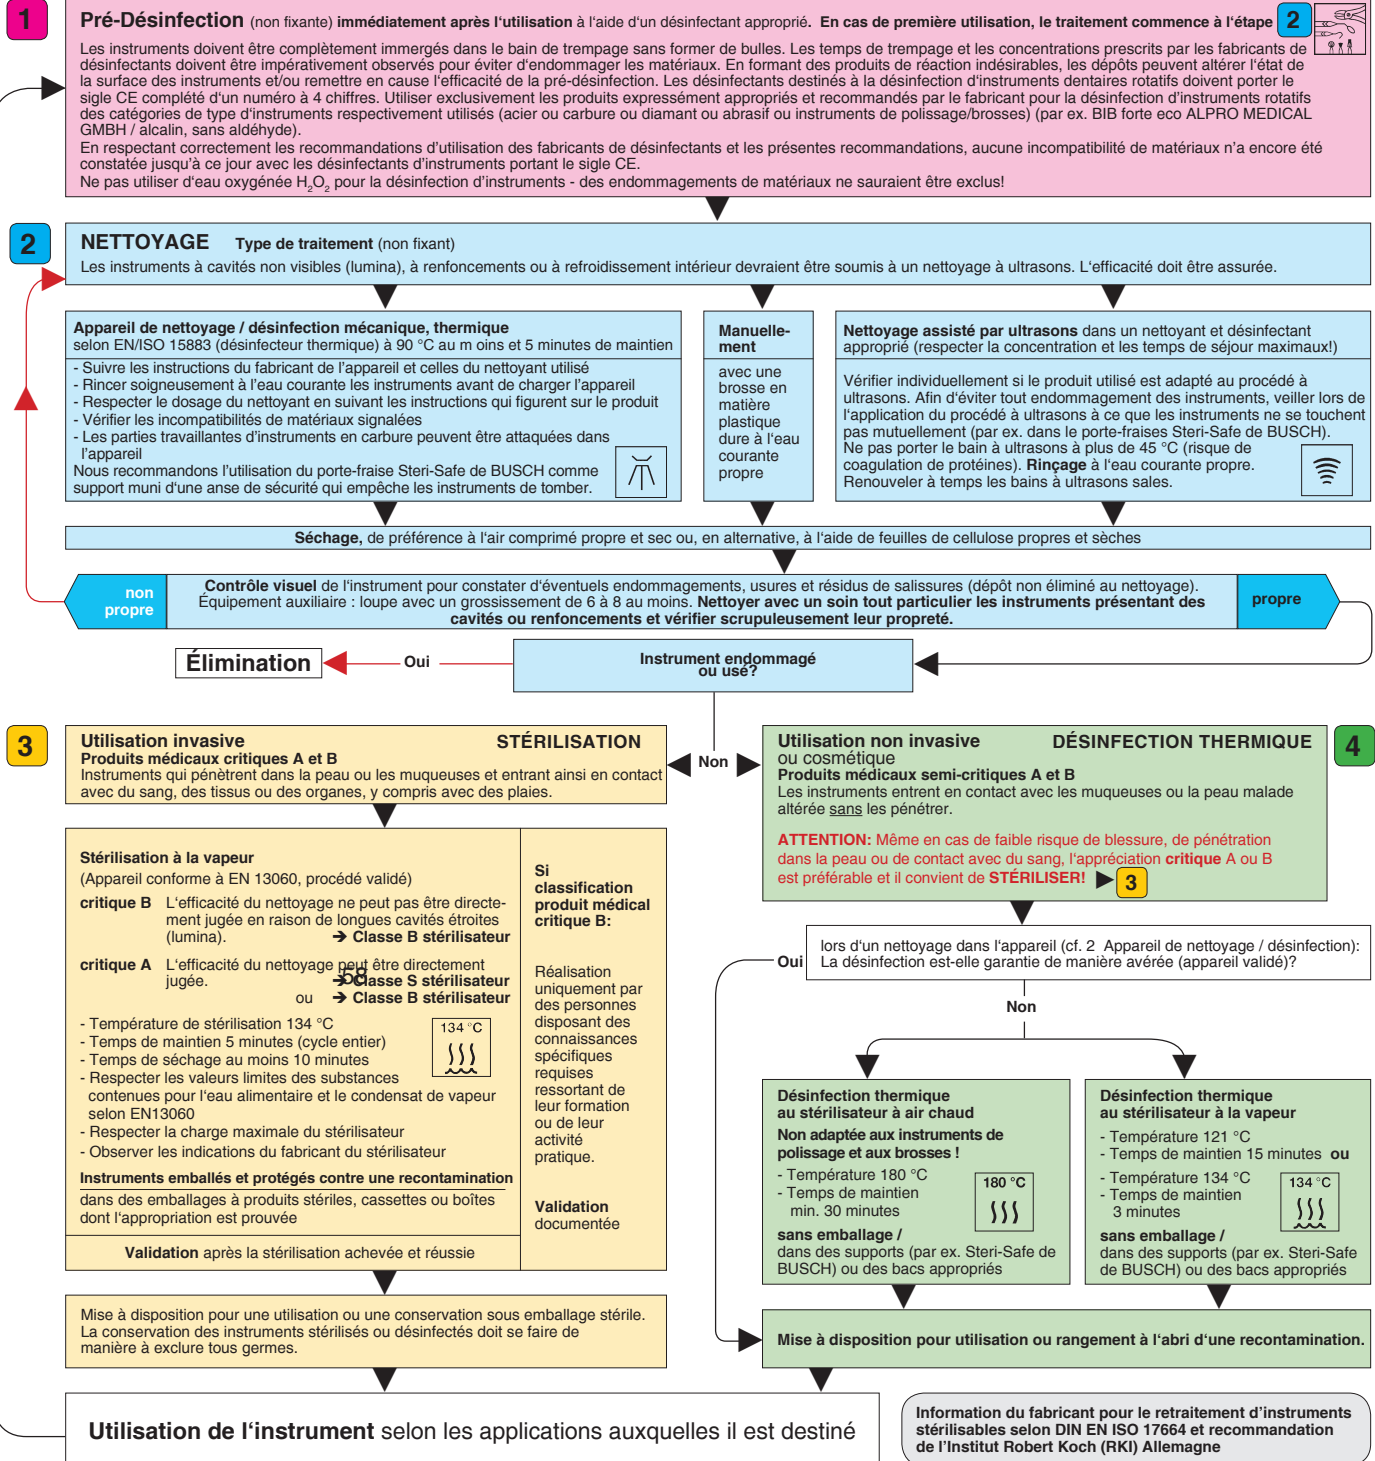 1
Pré-Désinfection (non fixante) immédiatement après l‘utilisation à l‘aide d‘un désinfectant approprié. En cas de première utilisation, le traitement commence à l‘étape 2
Les instruments doivent être complètement immergés dans le bain de trempage sans former de bulles. Les temps de trempage et les concentrations prescrits par les fabricants de
désinfectants doivent être impérativement observés pour éviter d‘endommager les matériaux. En formant des produits de réaction indésirables, les dépôts peuvent altérer l‘état de
la surface des instruments et/ou remettre en cause l‘efficacité de la pré-désinfection. Les désinfectants destinés à la désinfection d‘instruments dentaires rotatifs doivent porter le
sigle CE complété d‘un numéro à 4 chiffres. Utiliser exclusivement les produits expressément appropriés et recommandés par le fabricant pour la désinfection d’instruments rotatifs
des catégories de type d‘instruments respectivement utilisés (acier ou carbure ou diamant ou abrasif ou instruments de polissage/brosses) (par ex. BIB forte eco ALPRO MEDICAL
GMBH / alcalin, sans aldéhyde).
En respectant correctement les recommandations d‘utilisation des fabricants de désinfectants et les présentes recommandations, aucune incompatibilité de matériaux n‘a encore été
constatée jusqu‘à ce jour avec les désinfectants d‘instruments portant le sigle CE.
Ne pas utiliser d‘eau oxygénée H2O2 pour la désinfection d‘instruments - des endommagements de matériaux ne sauraient être exclus!
2
NETTOYAGE Type de traitement (non fixant)
Les instruments à cavités non visibles (lumina), à renfoncements ou à refroidissement intérieur devraient être soumis à un nettoyage à ultrasons. L‘efficacité doit être assurée.
Appareil de nettoyage / désinfection mécanique, thermique
selon EN/ISO 15883 (désinfecteur thermique) à 90 °C au m oins et 5 minutes de maintien
- Suivre les instructions du fabricant de l‘appareil et celles du nettoyant utilisé
- Rincer soigneusement à l‘eau courante les instruments avant de charger l‘appareil
- Respecter le dosage du nettoyant en suivant les instructions qui figurent sur le produit
- Vérifier les incompatibilités de matériaux signalées
- Les parties travaillantes d‘instruments en carbure peuvent être attaquées dans
l‘appareil
Nous recommandons l’utilisation du porte-fraise Steri-Safe de BUSCH comme
support muni d‘une anse de sécurité qui empêche les instruments de tomber.
Manuelle-
ment
avec une
brosse en
matière
plastique
dure à l‘eau
courante
propre
Nettoyage assisté par ultrasons dans un nettoyant et désinfectant
approprié (respecter la concentration et les temps de séjour maximaux!)
Vérifier individuellement si le produit utilisé est adapté au procédé à
ultrasons. Afin d‘éviter tout endommagement des instruments, veiller lors de
l‘application du procédé à ultrasons à ce que les instruments ne se touchent
pas mutuellement (par ex. dans le porte-fraises Steri-Safe de BUSCH).
Ne pas porter le bain à ultrasons à plus de 45 °C (risque de
coagulation de protéines). Rinçage à l‘eau courante propre.
Renouveler à temps les bains à ultrasons sales.
Séchage, de préférence à l‘air comprimé propre et sec ou, en alternative, à l‘aide de feuilles de cellulose propres et sèches
non
propre
Contrôle visuel de l‘instrument pour constater d‘éventuels endommagements, usures et résidus de salissures (dépôt non éliminé au nettoyage).
Équipement auxiliaire : loupe avec un grossissement de 6 à 8 au moins. Nettoyer avec un soin tout particulier les instruments présentant des
cavités ou renfoncements et vérifier scrupuleusement leur propreté.
propre
Élimination
Oui
Instrument endommagé
ou usé?
3
Utilisation invasive STÉRILISATION
Produits médicaux critiques A et B
Instruments qui pénètrent dans la peau ou les muqueuses et entrant ainsi en contact
avec du sang, des tissus ou des organes, y compris avec des plaies.
Non
Utilisation non invasive DÉSINFECTION THERMIQUE
4
ou cosmétique
Produits médicaux semi-critiques A et B
Les instruments entrent en contact avec les muqueuses ou la peau malade
altérée sans les pénétrer.
ATTENTION: Même en cas de faible risque de blessure, de pénétration
dans la peau ou de contact avec du sang, l‘appréciation critique A ou B
est préférable et il convient de STÉRILISER! 3
Stérilisation à la vapeur
(Appareil conforme à EN 13060, procédé validé)
critique B L‘efficacité du nettoyage ne peut pas être directe-
ment jugée en raison de longues cavités étroites
(lumina). ➔ Classe B stérilisateur
critique A L‘efficacité du nettoyage peut être directement
jugée. ➔ Classe S stérilisateur
58
ou ➔ Classe B stérilisateur
- Température de stérilisation 134 °C
- Temps de maintien 5 minutes (cycle entier)
- Temps de séchage au moins 10 minutes
- Respecter les valeurs limites des substances
contenues pour l‘eau alimentaire et le condensat de vapeur
selon EN13060
- Respecter la charge maximale du stérilisateur
- Observer les indications du fabricant du stérilisateur
134 °C
Instruments emballés et protégés contre une recontamination
dans des emballages à produits stériles, cassettes ou boîtes
dont l‘appropriation est prouvée
Validation après la stérilisation achevée et réussie
Si
classification
produit médical
critique B:
Réalisation
uniquement par
des personnes
disposant des
connaissances
spécifiques
requises
ressortant de
leur formation
ou de leur
activité
pratique.
Validation
documentée
Oui
lors d‘un nettoyage dans l‘appareil (cf. 2 Appareil de nettoyage / désinfection):
La désinfection est-elle garantie de manière avérée (appareil validé)?
Non
Désinfection thermique
au stérilisateur à air chaud
Non adaptée aux instruments de
polissage et aux brosses !
- Température 180 °C
- Temps de maintien
min. 30 minutes
180 °C
sans emballage /
dans des supports (par ex. Steri-Safe de
BUSCH) ou des bacs appropriés
Désinfection thermique
au stérilisateur à la vapeur
- Température 121 °C
- Temps de maintien 15 minutes ou
- Température 134 °C
- Temps de maintien
3 minutes
134 °C
sans emballage /
dans des supports (par ex. Steri-Safe
de BUSCH) ou des bacs appropriés
Mise à disposition pour une utilisation ou une conservation sous emballage stérile.
La conservation des instruments stérilisés ou désinfectés doit se faire de
manière à exclure tous germes.
Mise à disposition pour utilisation ou rangement à l‘abri d‘une recontamination.
Utilisation de l‘instrument selon les applications auxquelles il est destiné
Information du fabricant pour le retraitement d’instruments
stérilisables selon DIN EN ISO 17664 et recommandation
de l’Institut Robert Koch (RKI) Allemagne